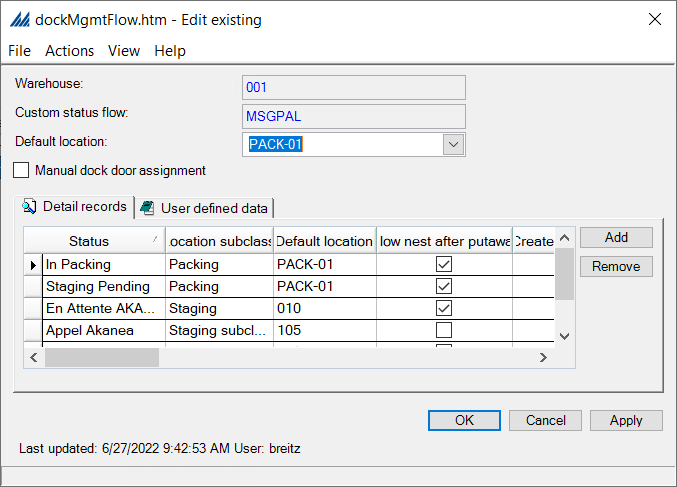 dockMgmtFlow.htm - Edit existing
File Actions View Help
Warehouse: 001
Custom status flow: MSGPAL
Default location: PACK-01
Manual dock door assignment
Detail records User defined data
Status ocation subclass Default location low nest after putawa Create
In Packing Packing PACK-01
Staging Pending Packing PACK-01
En Attente AKA... Staging 010
Appel Akanea Staging subcl... 105
Add
Remove
OK Cancel Apply
Last updated: 6/27/2022 9:42:53 AM User: breitz